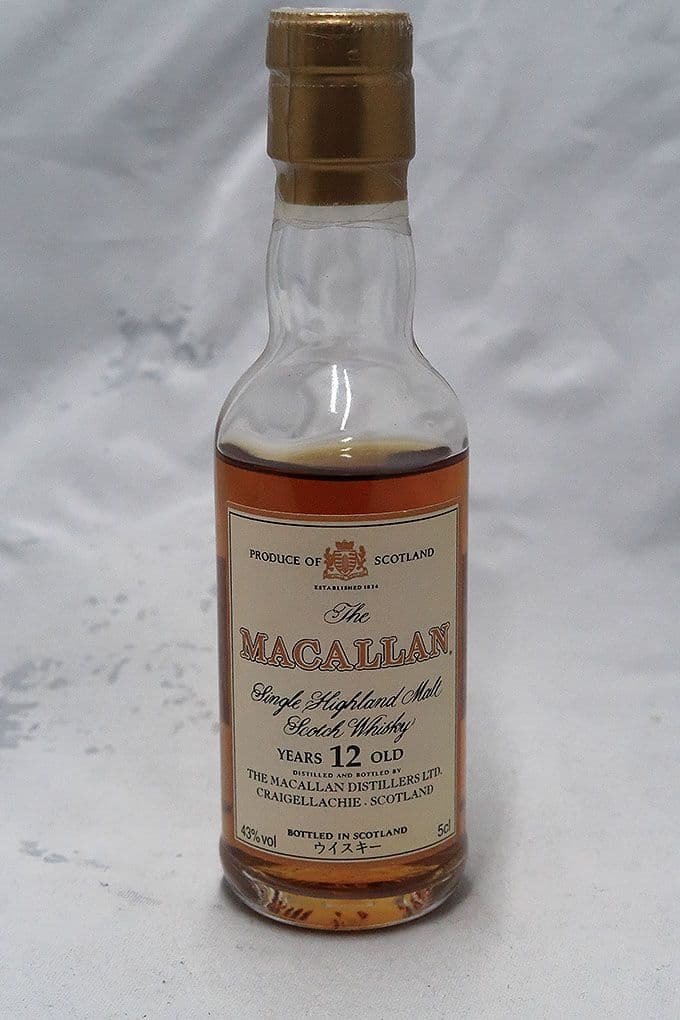 PRODUCE OF SCOTLAND
ESTABLISHED 1824
The
MACALLAN
Single Highland Malt
Scotch Whisky
YEARS 12 OLD
DISTILLED AND BOTTLED BY
THE MACALLAN DISTILLERS LTD.
CRAIGELLACHIE - SCOTLAND
43%vol BOTTLED IN SCOTLAND 5cl
ウイスキー